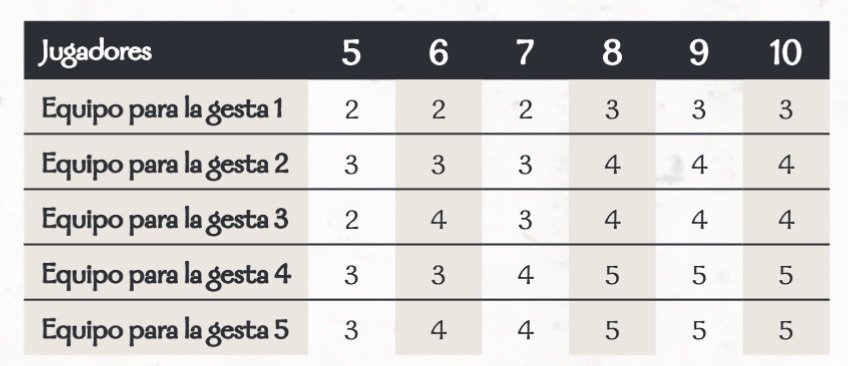 Jugadores 5 6 7 8 9 10
Equipo para la gesta 1 2 2 2 3 3 3
Equipo para la gesta 2 3 3 3 4 4 4
Equipo para la gesta 3 2 4 3 4 4 4
Equipo para la gesta 4 3 3 4 5 5 5
Equipo para la gesta 5 3 4 4 5 5 5